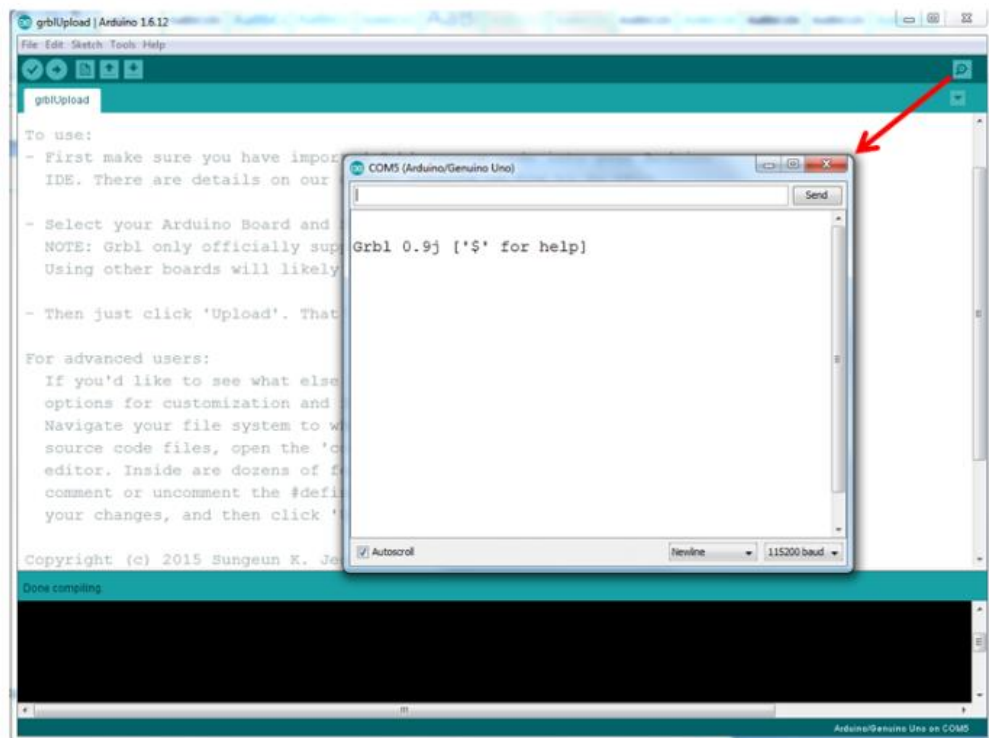 grblUpload | Arduino 1.6.12
File Edit Sketch Tools Help
grblUpload
To use:
- First make sure you have impor
IDE. There are details on our
- Select your Arduino Board and
NOTE: Grbl only officially sup
Using other boards will likely
- Then just click 'Upload'. That
For advanced users:
If you'd like to see what else
options for customization and
Navigate your file system to w
source code files, open the 'c
editor. Inside are dozens of f
comment or uncomment the #defi
your changes, and then click '
Copyright (c) 2015 Sungeun K. Je
COM5 (Arduino/Genuino Uno)
Send
Grbl 0.9j ['$' for help]
Autoscroll
Newline
115200 baud
Done compiling.
Arduino/Genuino Uno on COM5